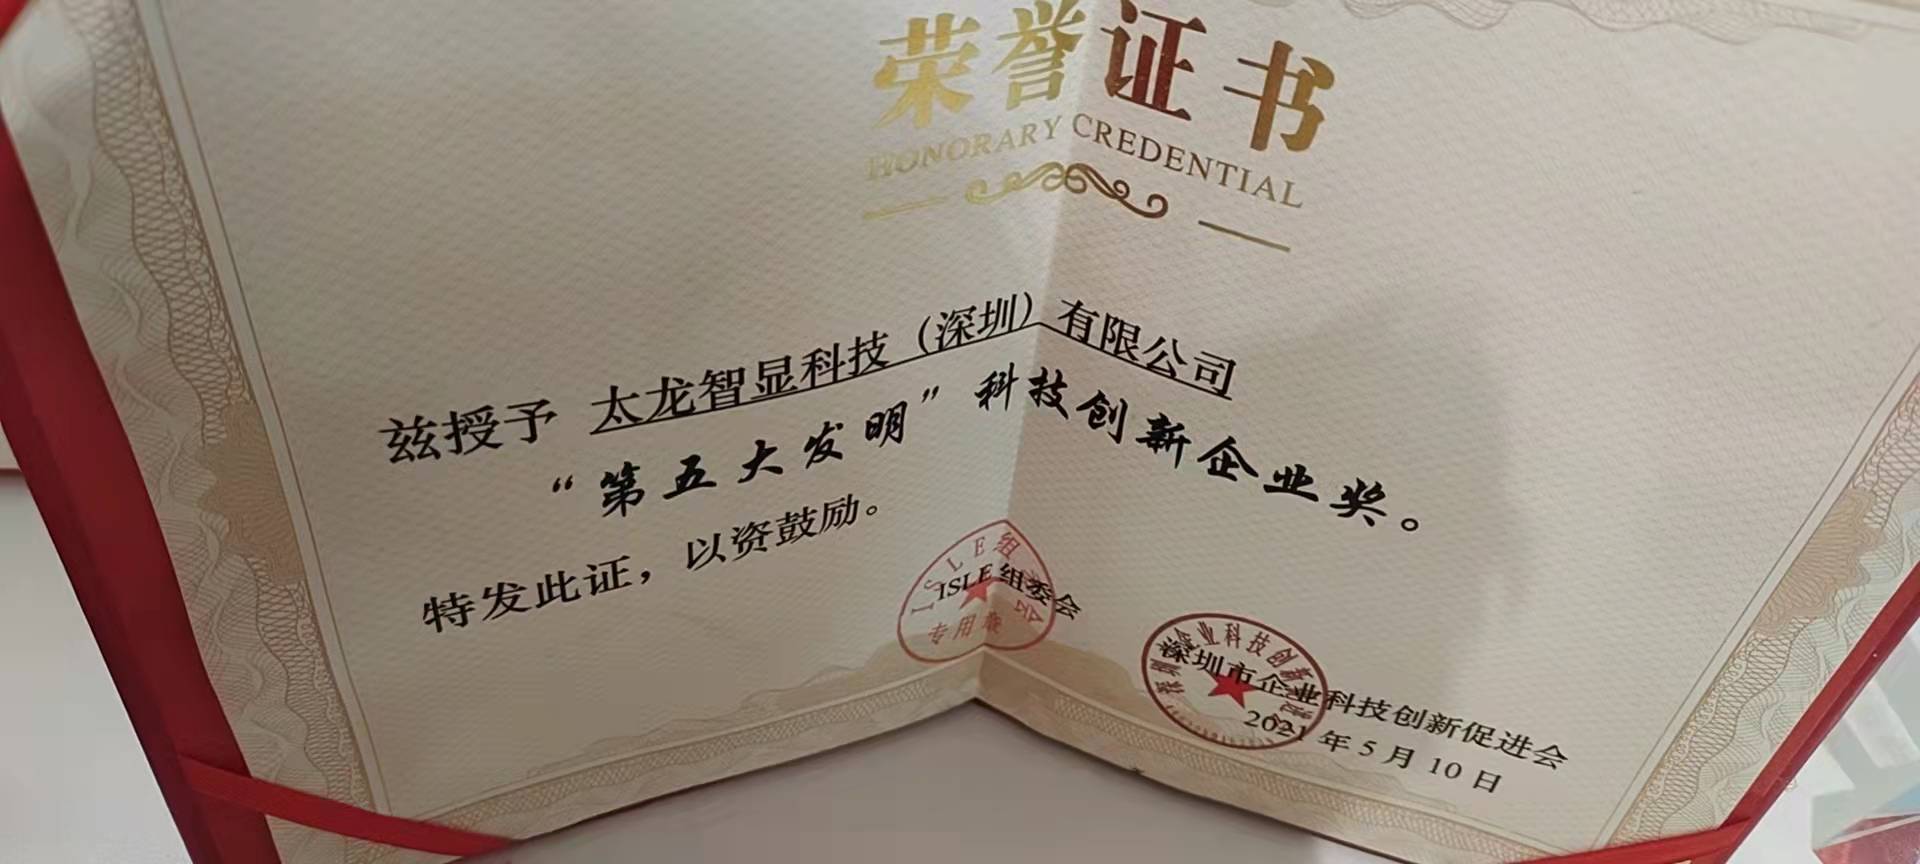 荣誉证书
HONORARY CREDENTIAL
兹授予 太龙智显科技（深圳）有限公司
“第五大发明”科技创新企业奖。
特发此证，以资鼓励。
ISLE组
ISLE 组委会
专用章
深圳市企业科技创新促进会
2021年5月10日